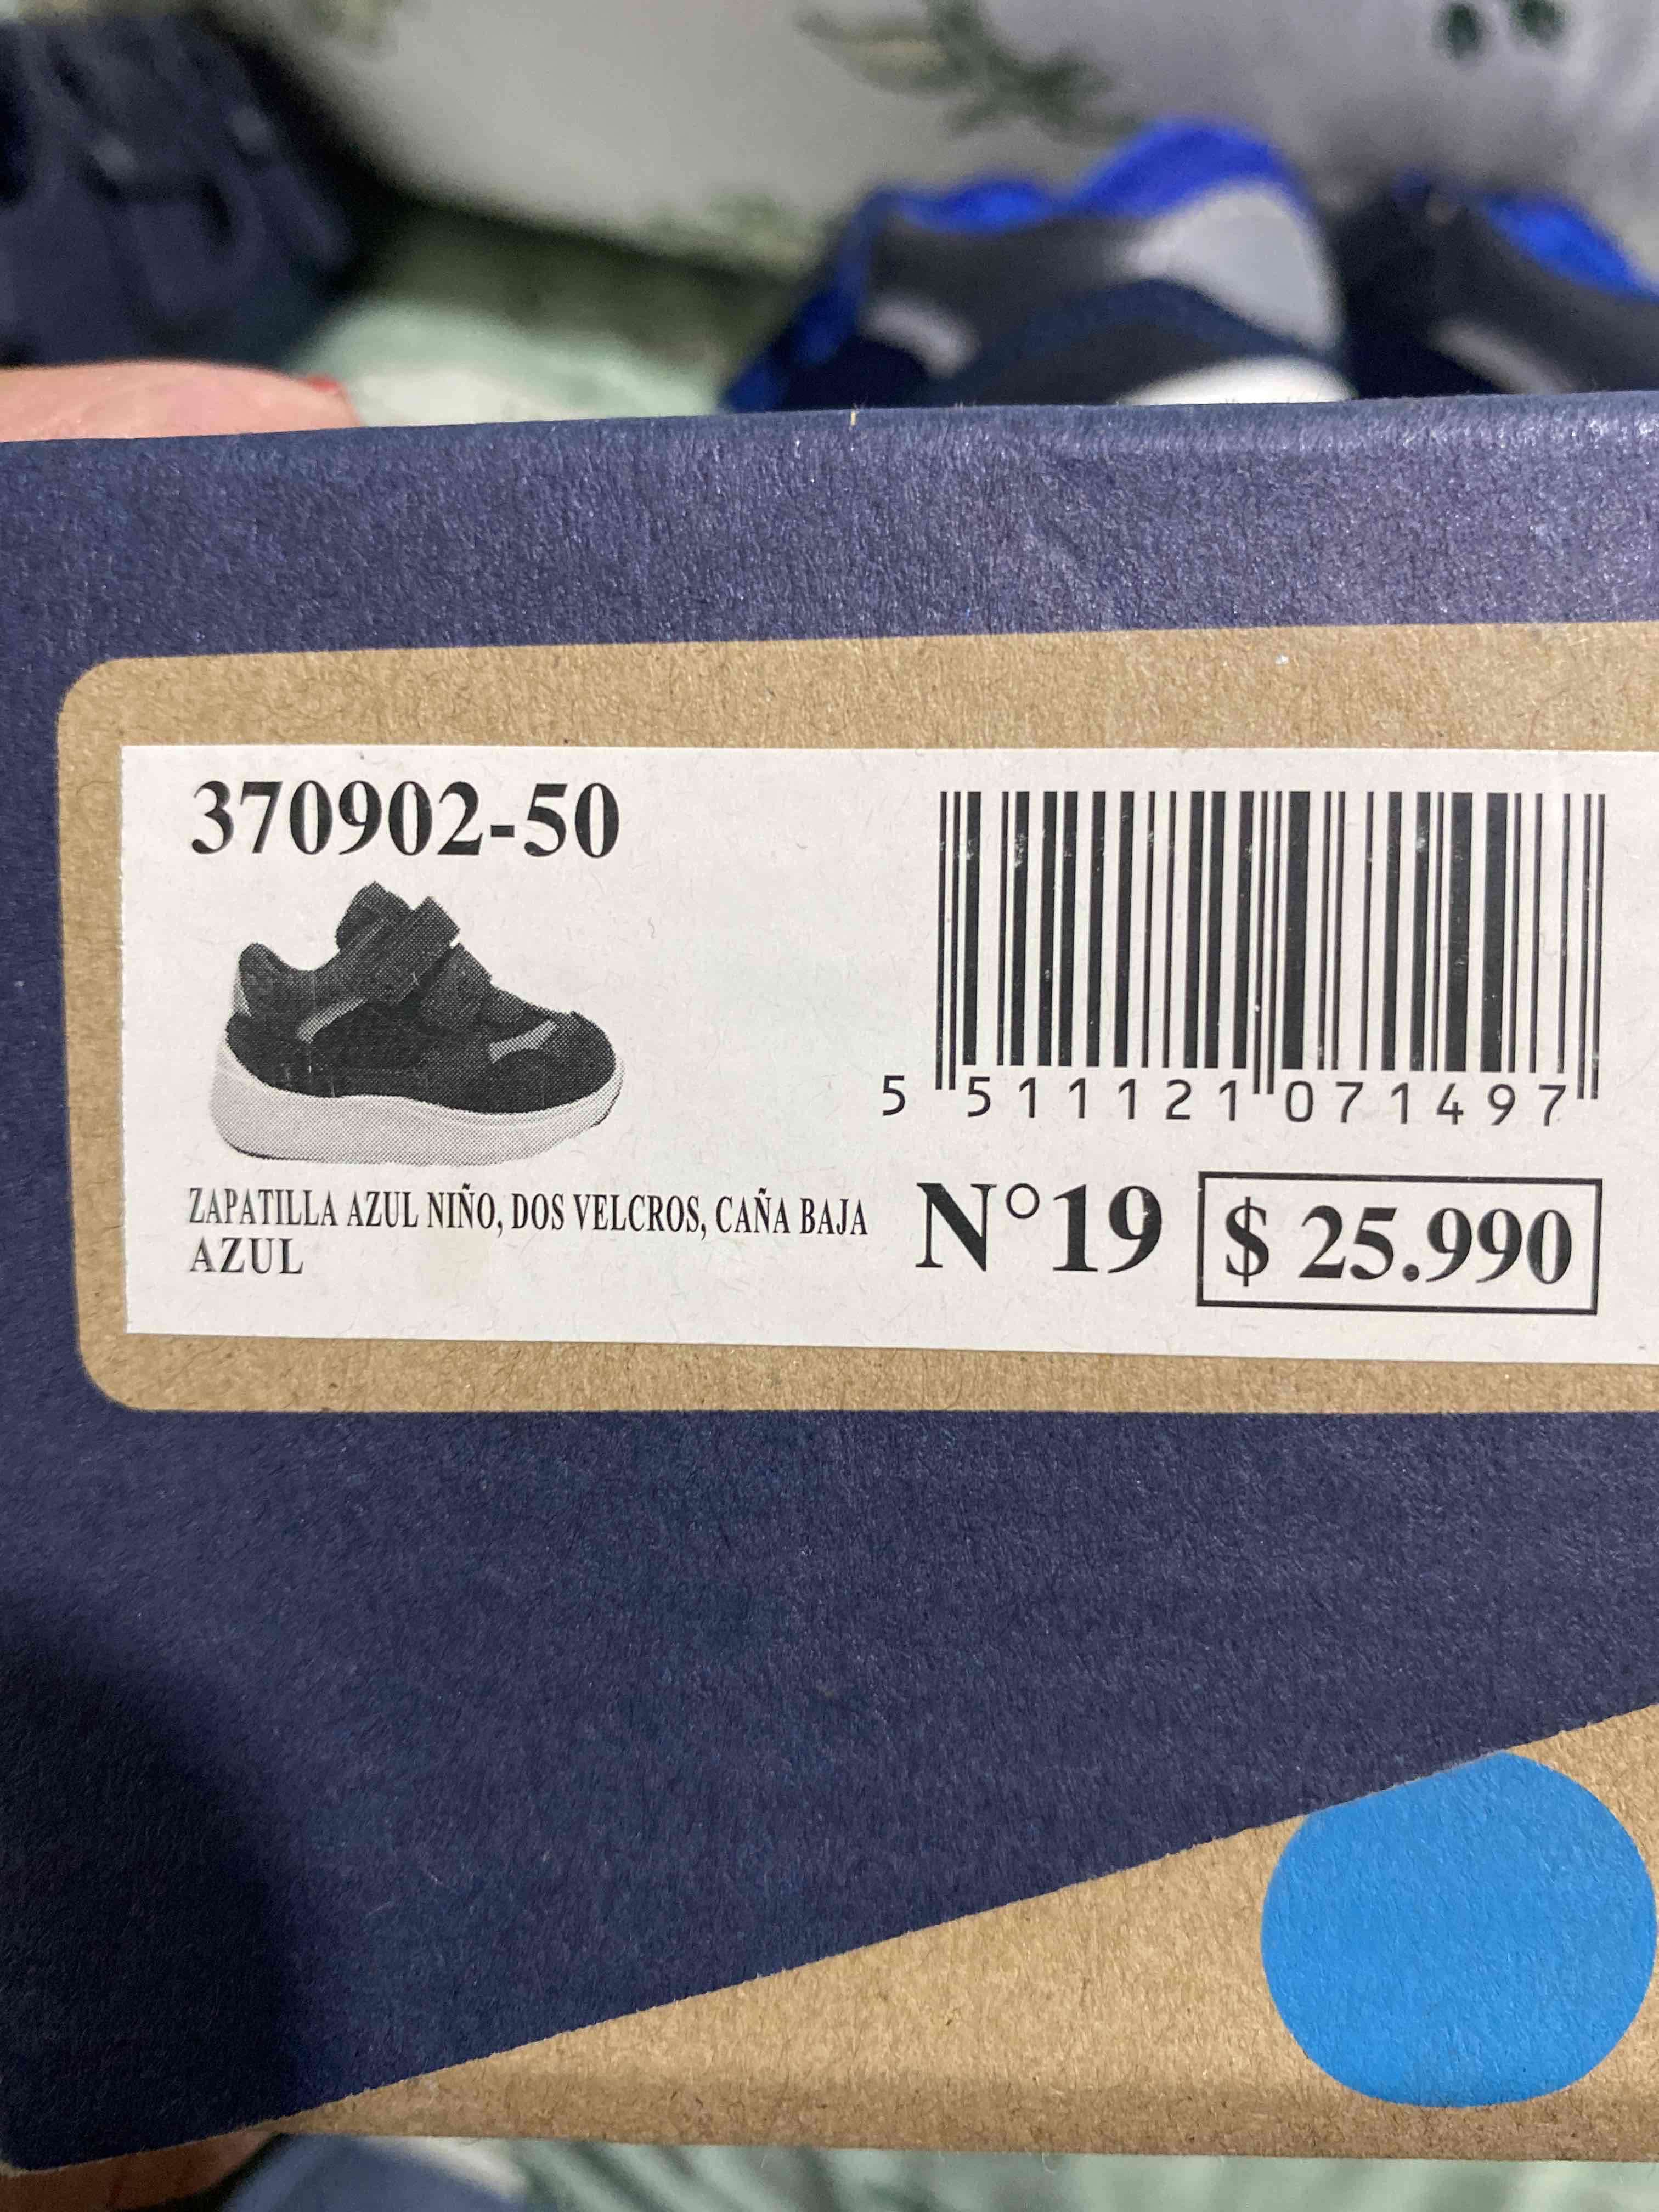 370902-50
5 511121 071497
ZAPATILLA AZUL NIÑO, DOS VELCROS, CAÑA BAJA
AZUL
N°19
$ 25.990